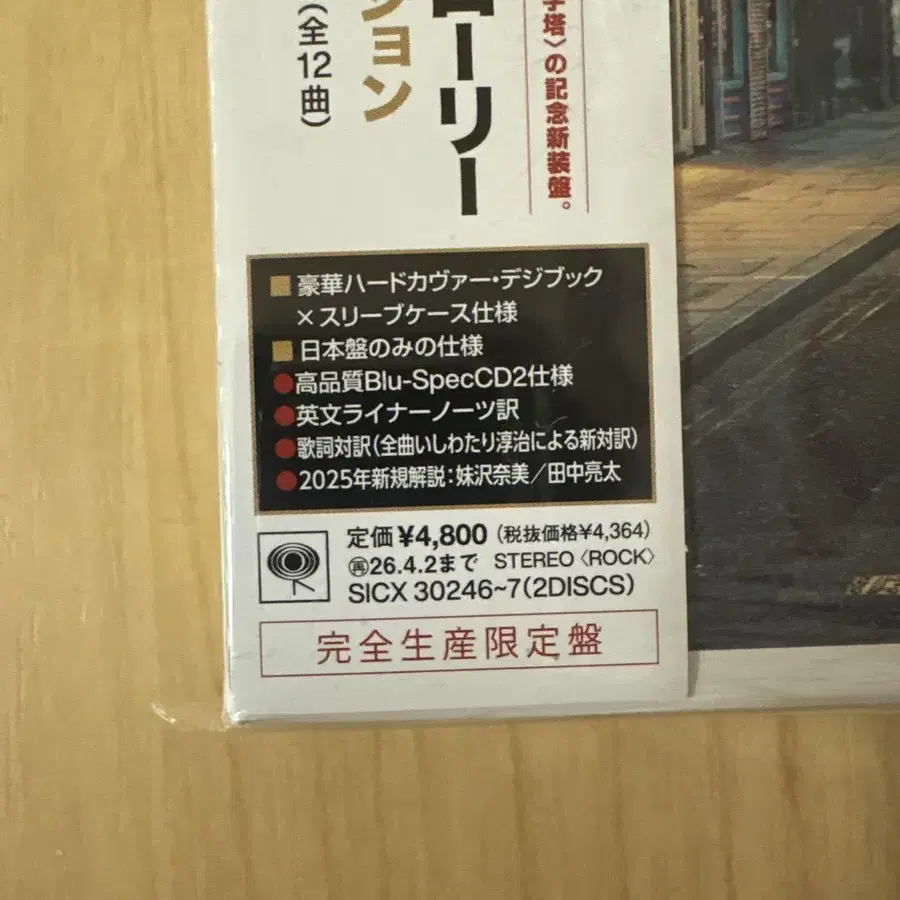 字塔〉の記念新装盤。
ーリー
ション
(全12曲)
■豪華ハードカヴァー・デジブック
×スリーブケース仕様
■日本盤のみの仕様
●高品質Blu-SpecCD2仕様
●英文ライナーノーツ訳
●歌詞対訳(全曲いしわたり淳治による新対訳)
●2025年新規解説:妹沢奈美/田中亮太
定価¥4,800(税抜価格¥4,364)
㊢26.4.2まで STEREO〈ROCK〉
SICX 30246~7(2DISCS)
完全生産限定盤